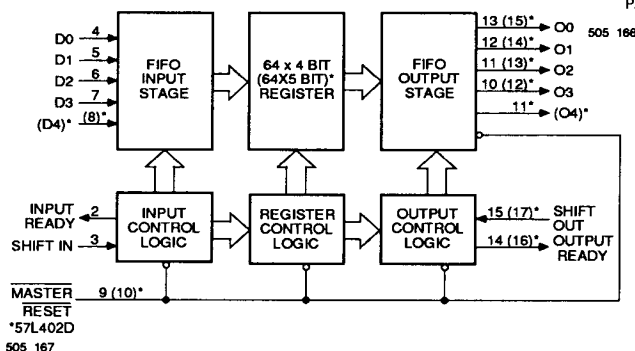 P
505 166
D0 4
D1 5
D2 6
D3 7
(D4)* (8)*
FIFO
INPUT
STAGE
64 x 4 BIT
(64X5 BIT)*
REGISTER
FIFO
OUTPUT
STAGE
13 (15)* O0
12 (14)* O1
11 (13)* O2
10 (12)* O3
11* (O4)*
INPUT
READY
2
SHIFT IN 3
INPUT
CONTROL
LOGIC
REGISTER
CONTROL
LOGIC
OUTPUT
CONTROL
LOGIC
15 (17)* SHIFT
OUT
14 (16)* OUTPUT
READY
MASTER
RESET
9 (10)*
*57L402D
505 167